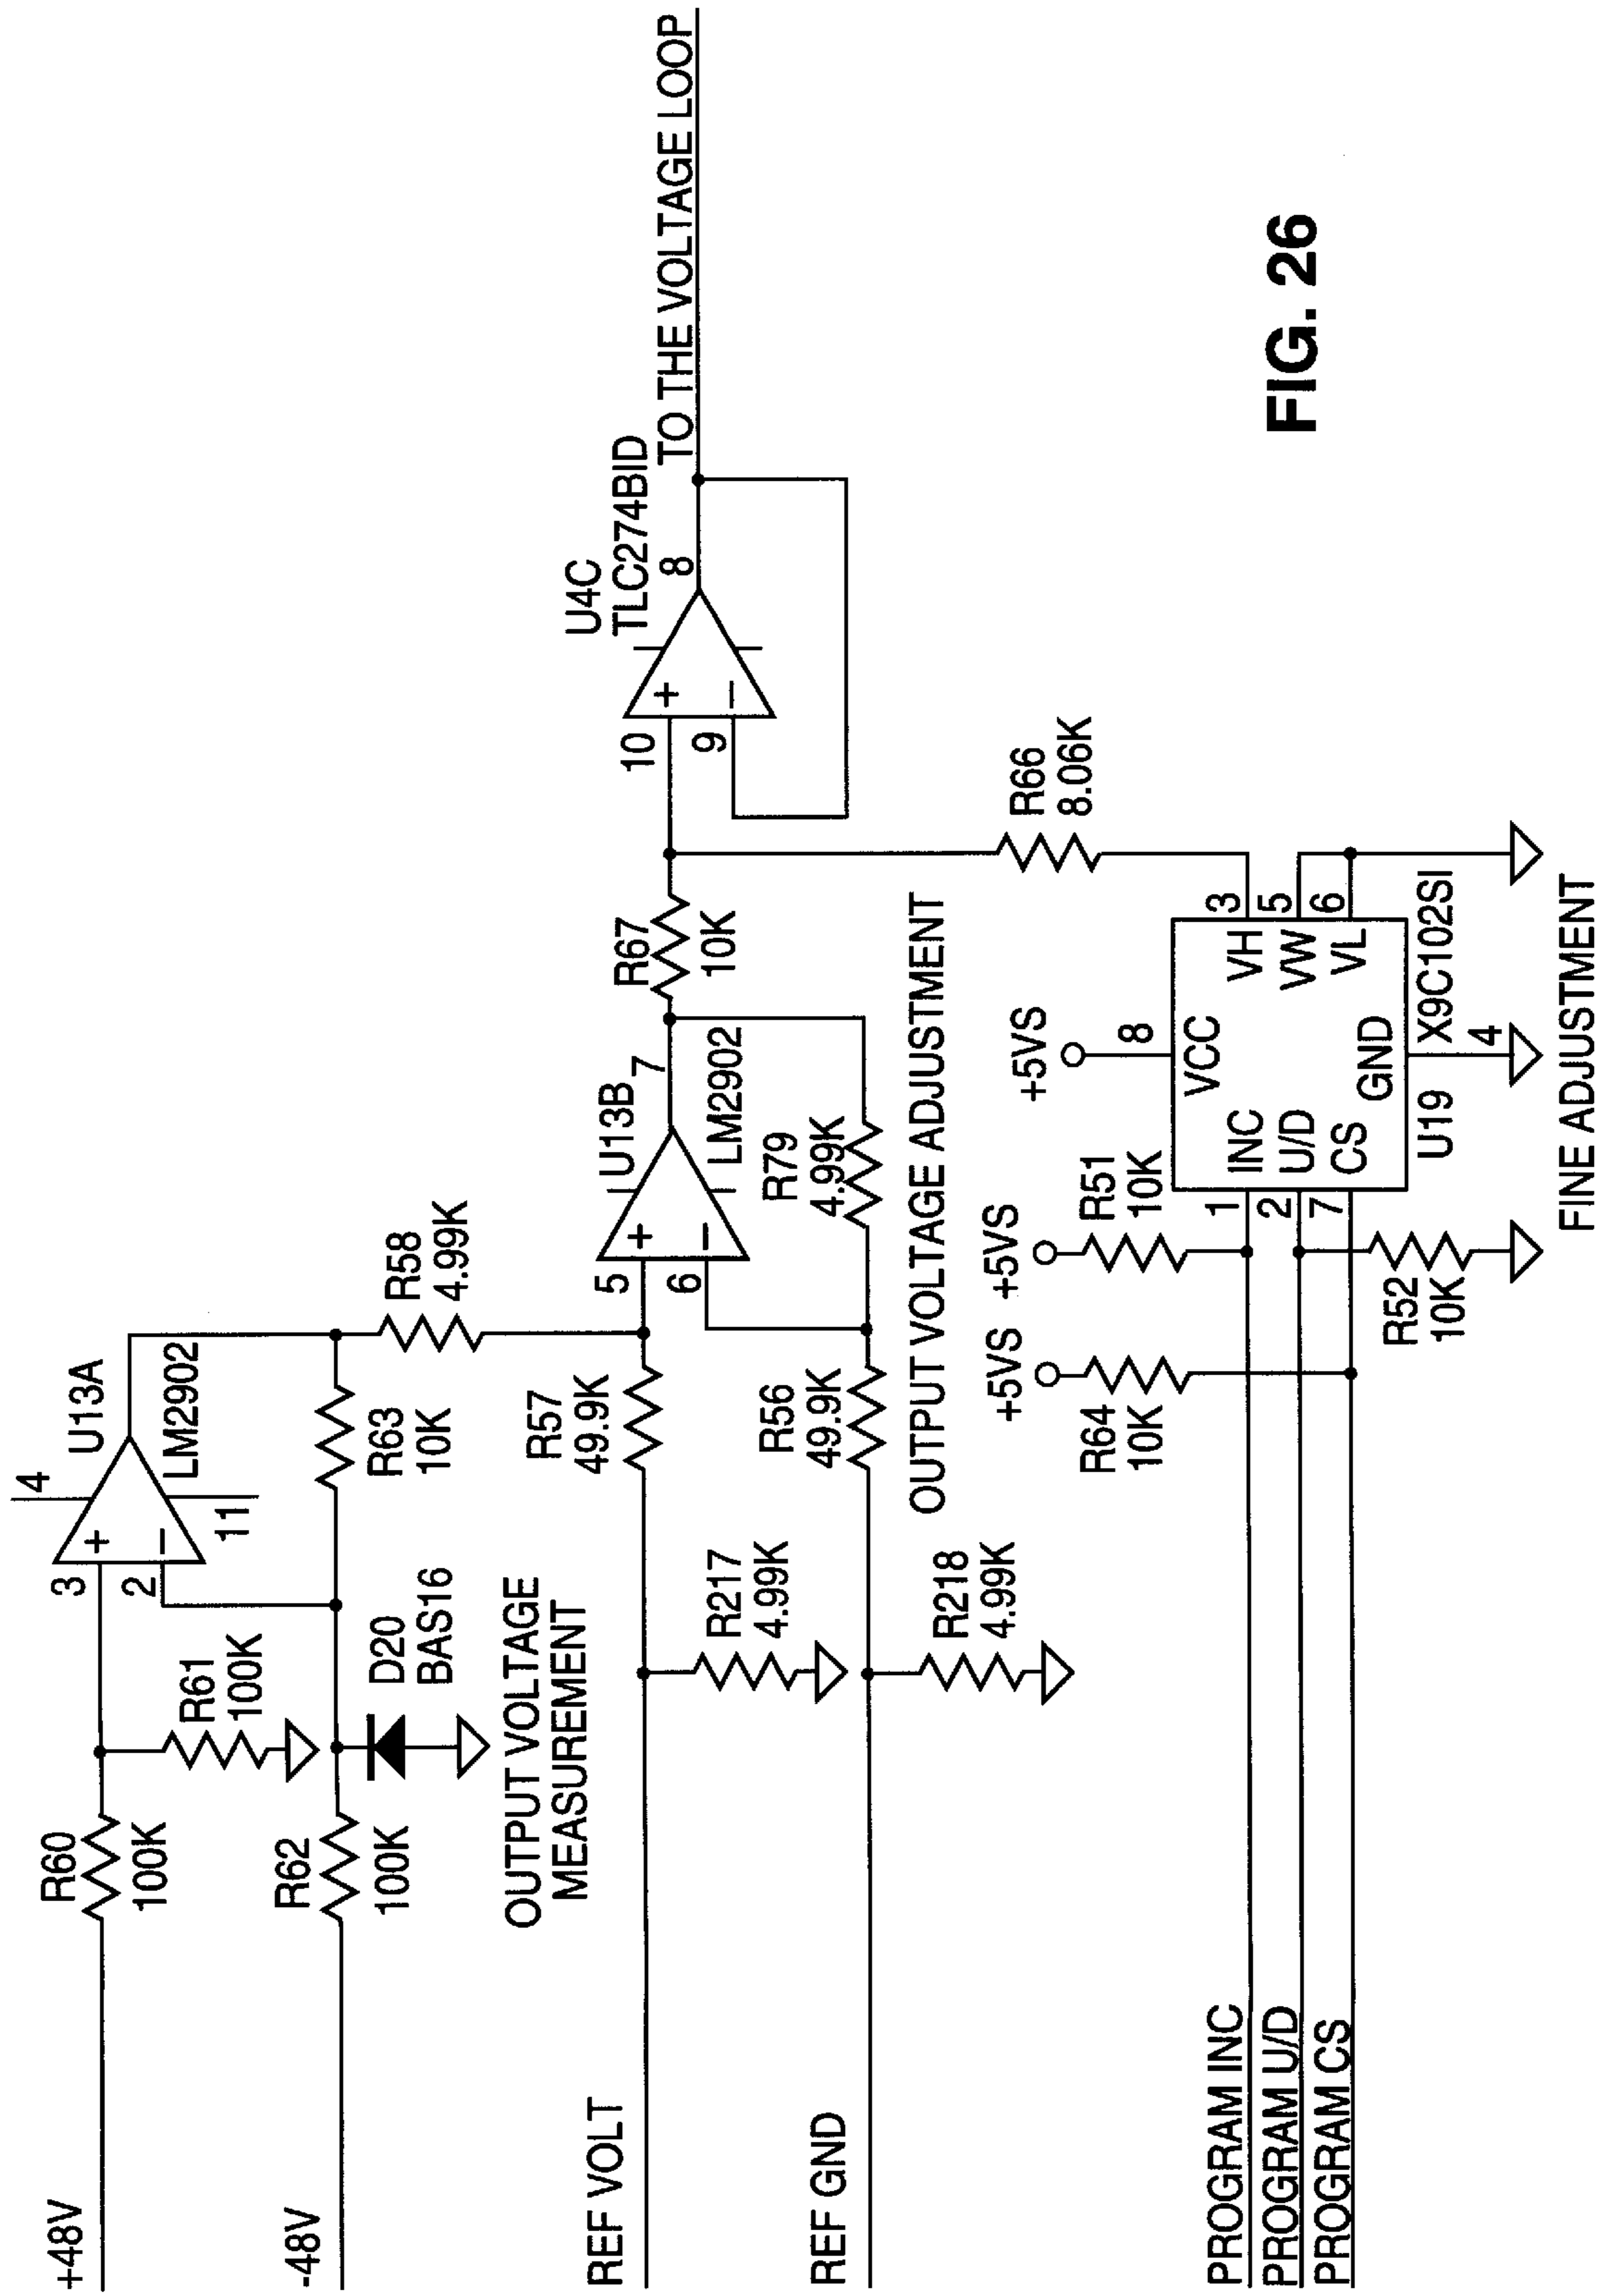 +48V
R60
100K
R61
100K
3
2
+
−
4
11
U13A
LM2902
-48V
R62
100K
D20
BAS16
R63
10K
R58
4.99K
OUTPUT VOLTAGE
MEASUREMENT
REF VOLT
R217
4.99K
R57
49.9K
5
6
+
−
U13B
7
LM2902
REF GND
R218
4.99K
R56
49.9K
R79
4.99K
OUTPUT VOLTAGE ADJUSTMENT
R67
10K
10
9
+
−
U4C
TLC274BID
8
TO THE VOLTAGE LOOP
R66
8.06K
PROGRAM INC
PROGRAM U/D
PROGRAM CS
+5VS
R64
10K
+5VS
R51
10K
R52
10K
1
2
7
INC
U/D
CS
+5VS
8
VCC
GND
4
VH
VW
VL
3
5
6
U19
X9C102SI
FINE ADJUSTMENT
FIG. 26